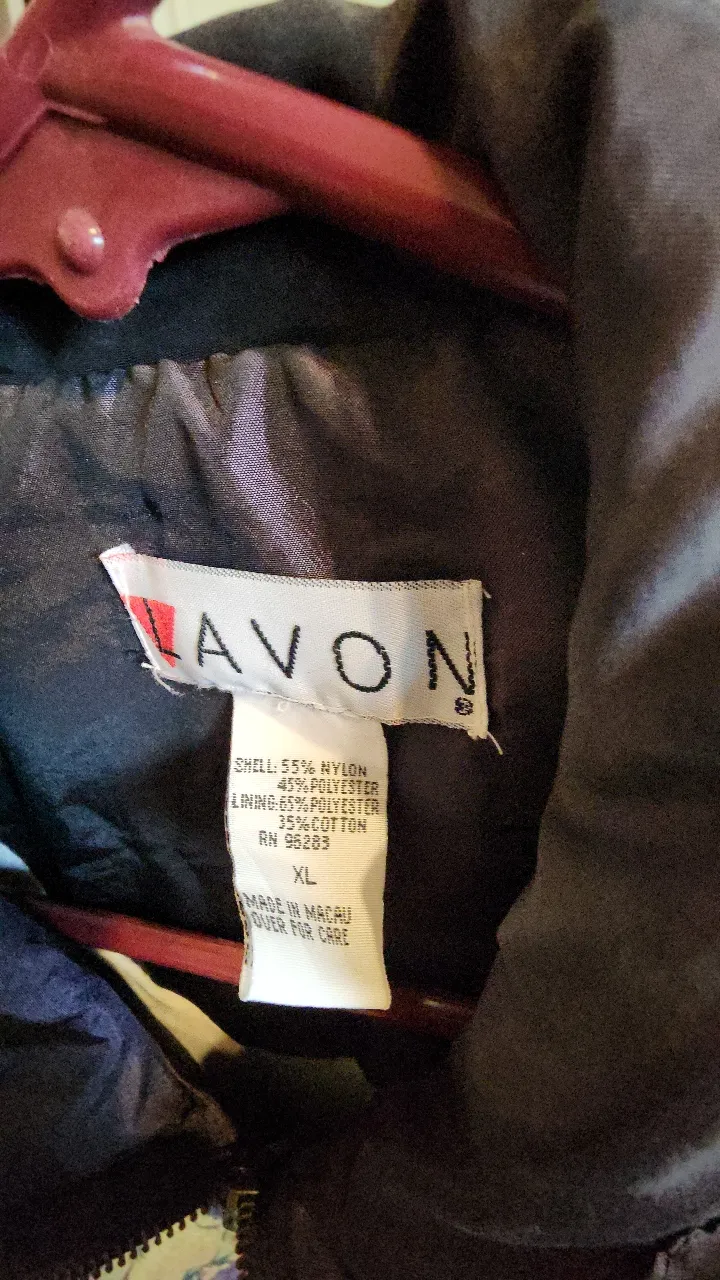 LAVON
®
SHELL: 55% NYLON
45% POLYESTER
LINING: 65% POLYESTER
35% COTTON
RN 96283
XL
MADE IN MACAU
OVER FOR CARE